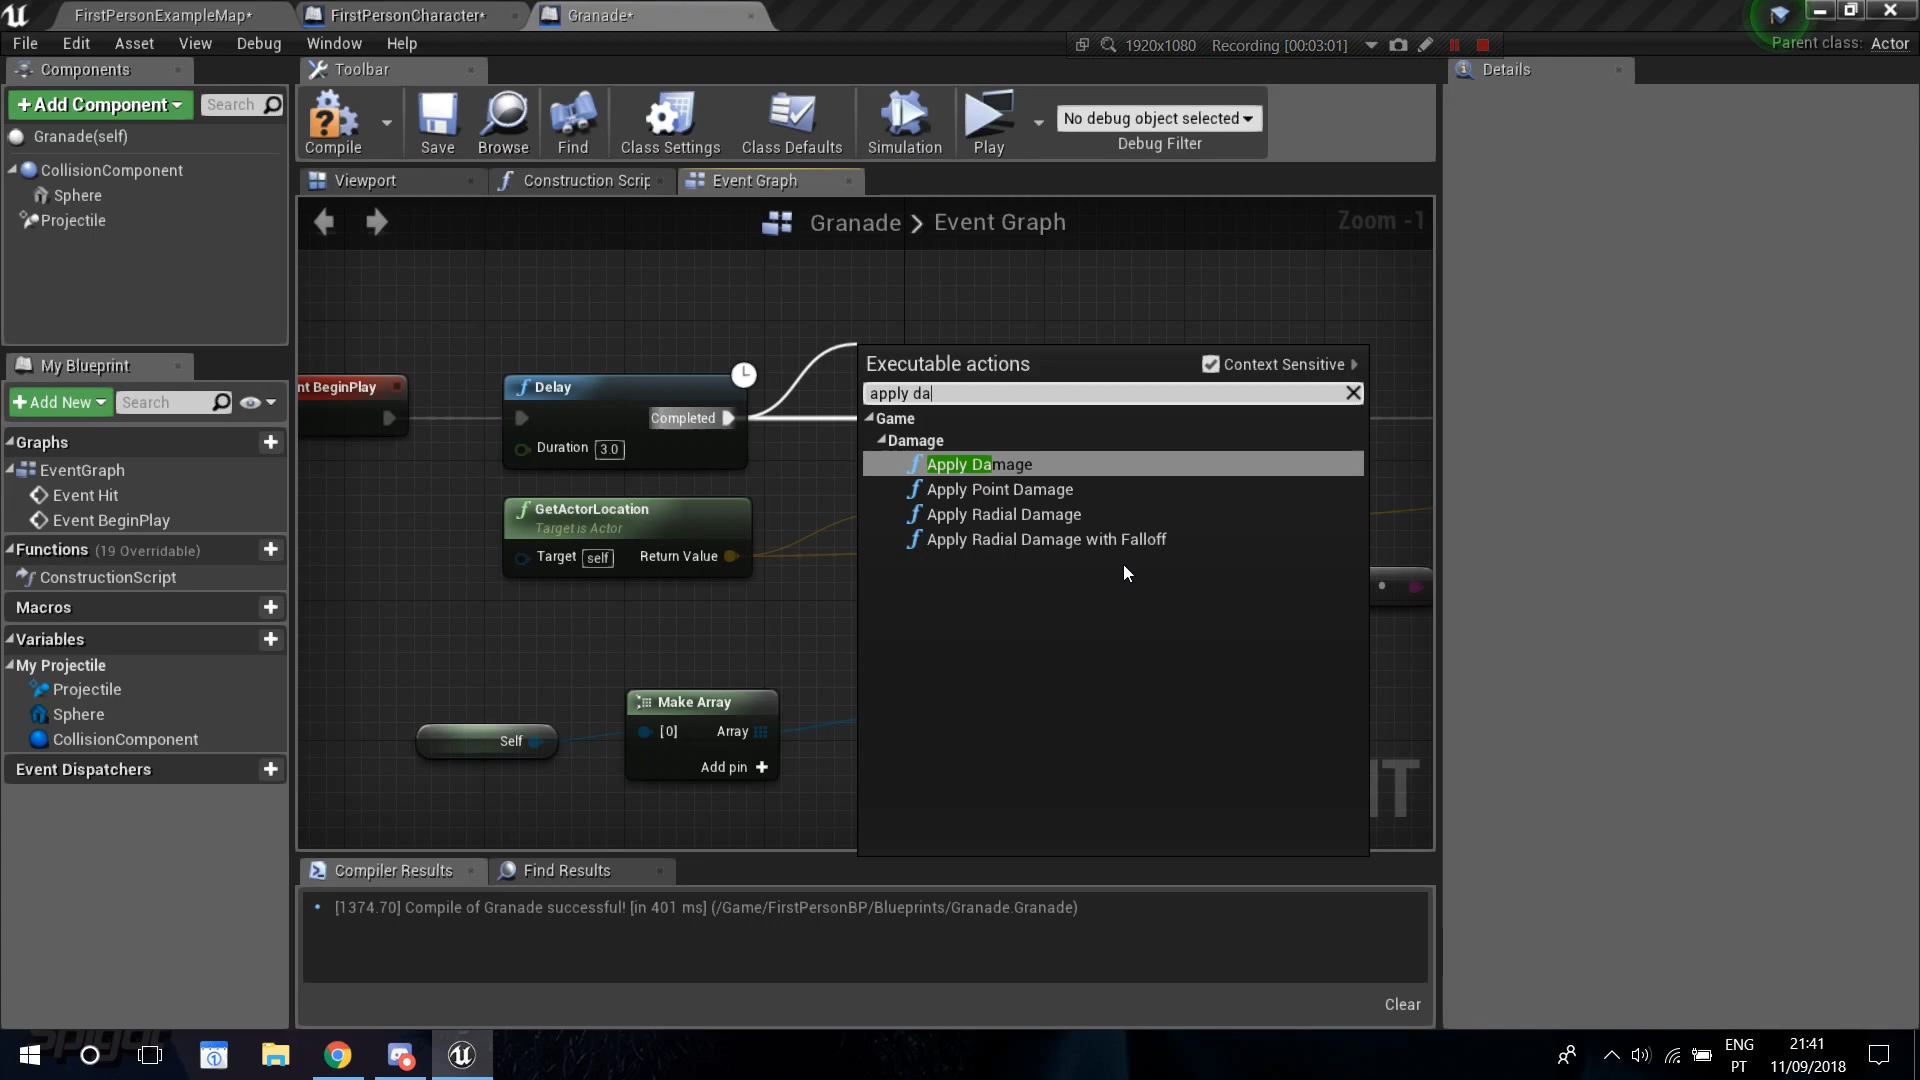 FirstPersonExampleMap*
FirstPersonCharacter*
Granade*
File Edit Asset View Debug Window Help
1920x1080 Recording [00:03:01]
Parent class: Actor
Components
Toolbar
Details
+Add Component
Search
Granade(self)
CollisionComponent
Sphere
Projectile
Compile
Save
Browse
Find
Class Settings
Class Defaults
Simulation
Play
No debug object selected
Debug Filter
Viewport
Construction Scrip
Event Graph
Granade > Event Graph
Zoom -1
My Blueprint
+Add New
Search
Graphs
EventGraph
Event Hit
Event BeginPlay
Functions (19 Overridable)
ConstructionScript
Macros
Variables
My Projectile
Projectile
Sphere
CollisionComponent
Event Dispatchers
nt BeginPlay
Delay
Completed
Duration 3.0
GetActorLocation
Target is Actor
Target self Return Value
Self
Make Array
[0] Array
Add pin +
Executable actions
Context Sensitive
apply da
Game
Damage
Apply Damage
Apply Point Damage
Apply Radial Damage
Apply Radial Damage with Falloff
NT
Compiler Results
Find Results
[1374.70] Compile of Granade successful! [in 401 ms] (/Game/FirstPersonBP/Blueprints/Granade.Granade)
Clear
ENG
PT
21:41
11/09/2018